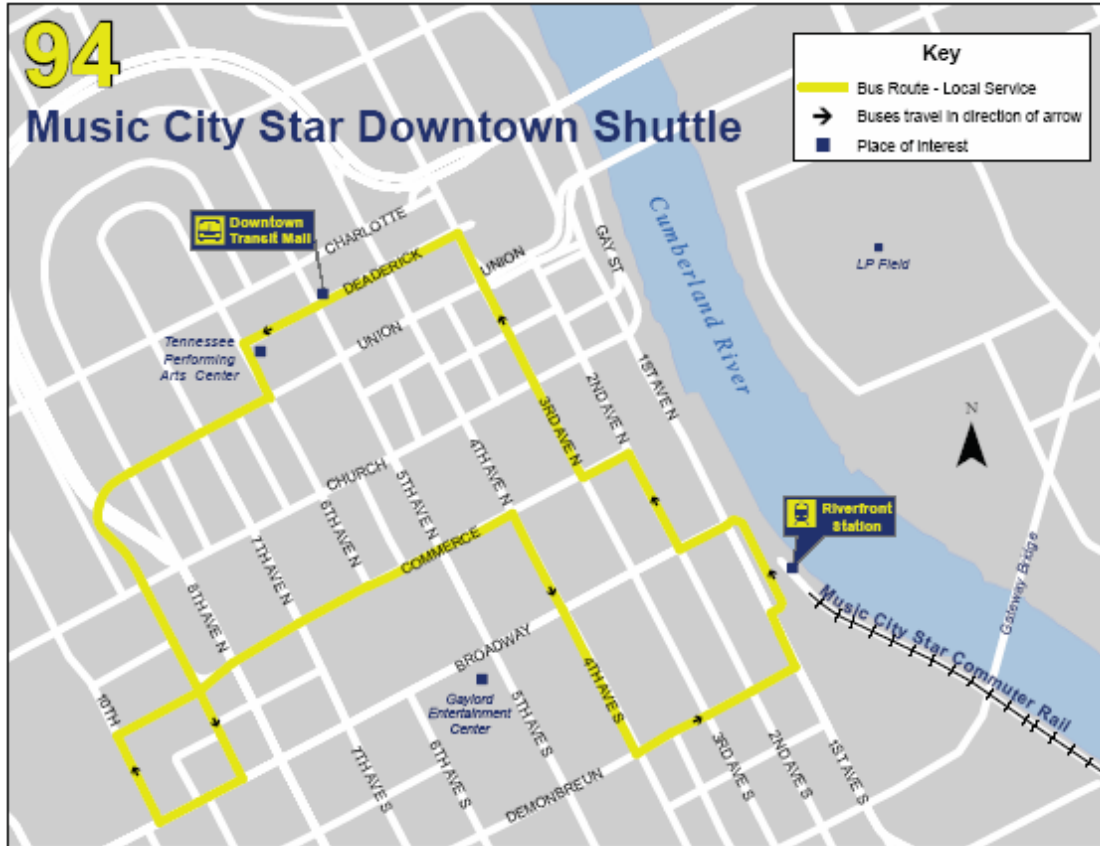 94
Music City Star Downtown Shuttle
Key
Bus Route - Local Service
Buses travel in direction of arrow
Place of Interest
Downtown
Transit Mall
CHARLOTTE
DEADERICK
UNION
UNION
GAY ST
Cumberland River
LP Field
Tennessee
Performing
Arts Center
1ST AVE N
2ND AVE N
3RD AVE N
4TH AVE N
5TH AVE N
6TH AVE N
7TH AVE N
8TH AVE N
CHURCH
COMMERCE
N
Riverfront
Station
Gateway Bridge
Music City Star Commuter Rail
BROADWAY
10TH
Gaylord
Entertainment
Center
4TH AVE S
5TH AVE S
6TH AVE S
7TH AVE S
DEMONBREUN
3RD AVE S
2ND AVE S
1ST AVE S